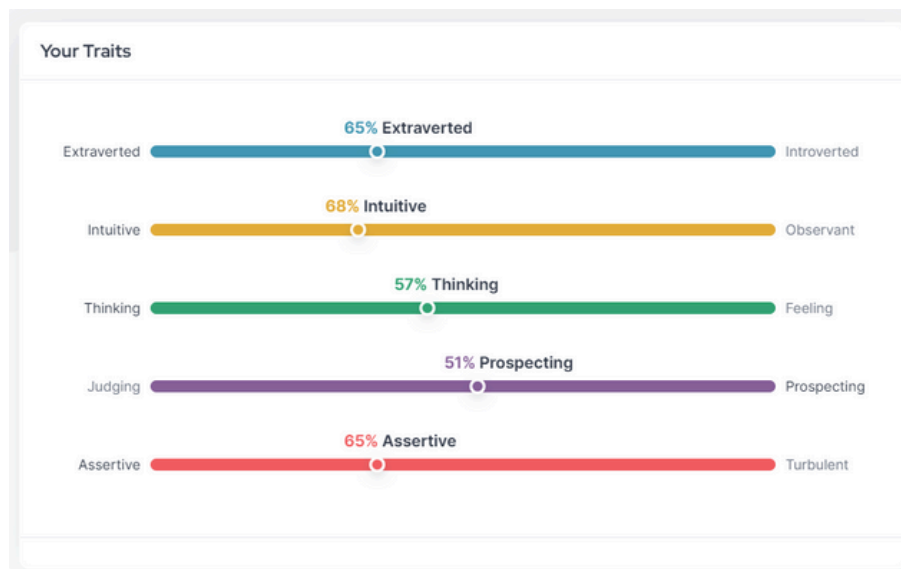 Your Traits
65% Extraverted
Extraverted Introverted
68% Intuitive
Intuitive Observant
57% Thinking
Thinking Feeling
51% Prospecting
Judging Prospecting
65% Assertive
Assertive Turbulent